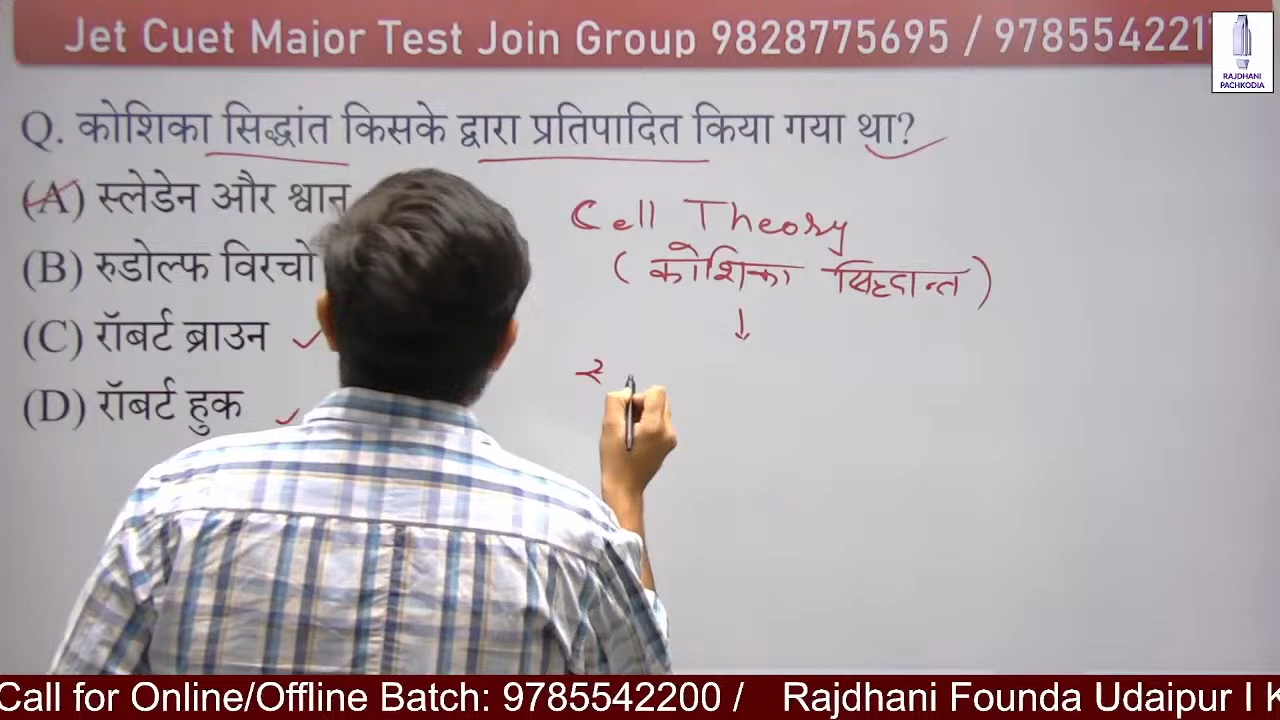 Jet Cuet Major Test Join Group 9828775695 / 978554221
RAJDHANI
PACHKODIA
Q. कोशिका सिद्धांत किसके द्वारा प्रतिपादित किया गया था?
(A) स्लेडेन और श्वान
(B) रुडोल्फ विरचो
(C) रॉबर्ट ब्राउन
(D) रॉबर्ट हुक
Cell Theory
(कोशिका सिद्दान्त)
↓
Call for Online/Offline Batch: 9785542200 / Rajdhani Founda Udaipur I K